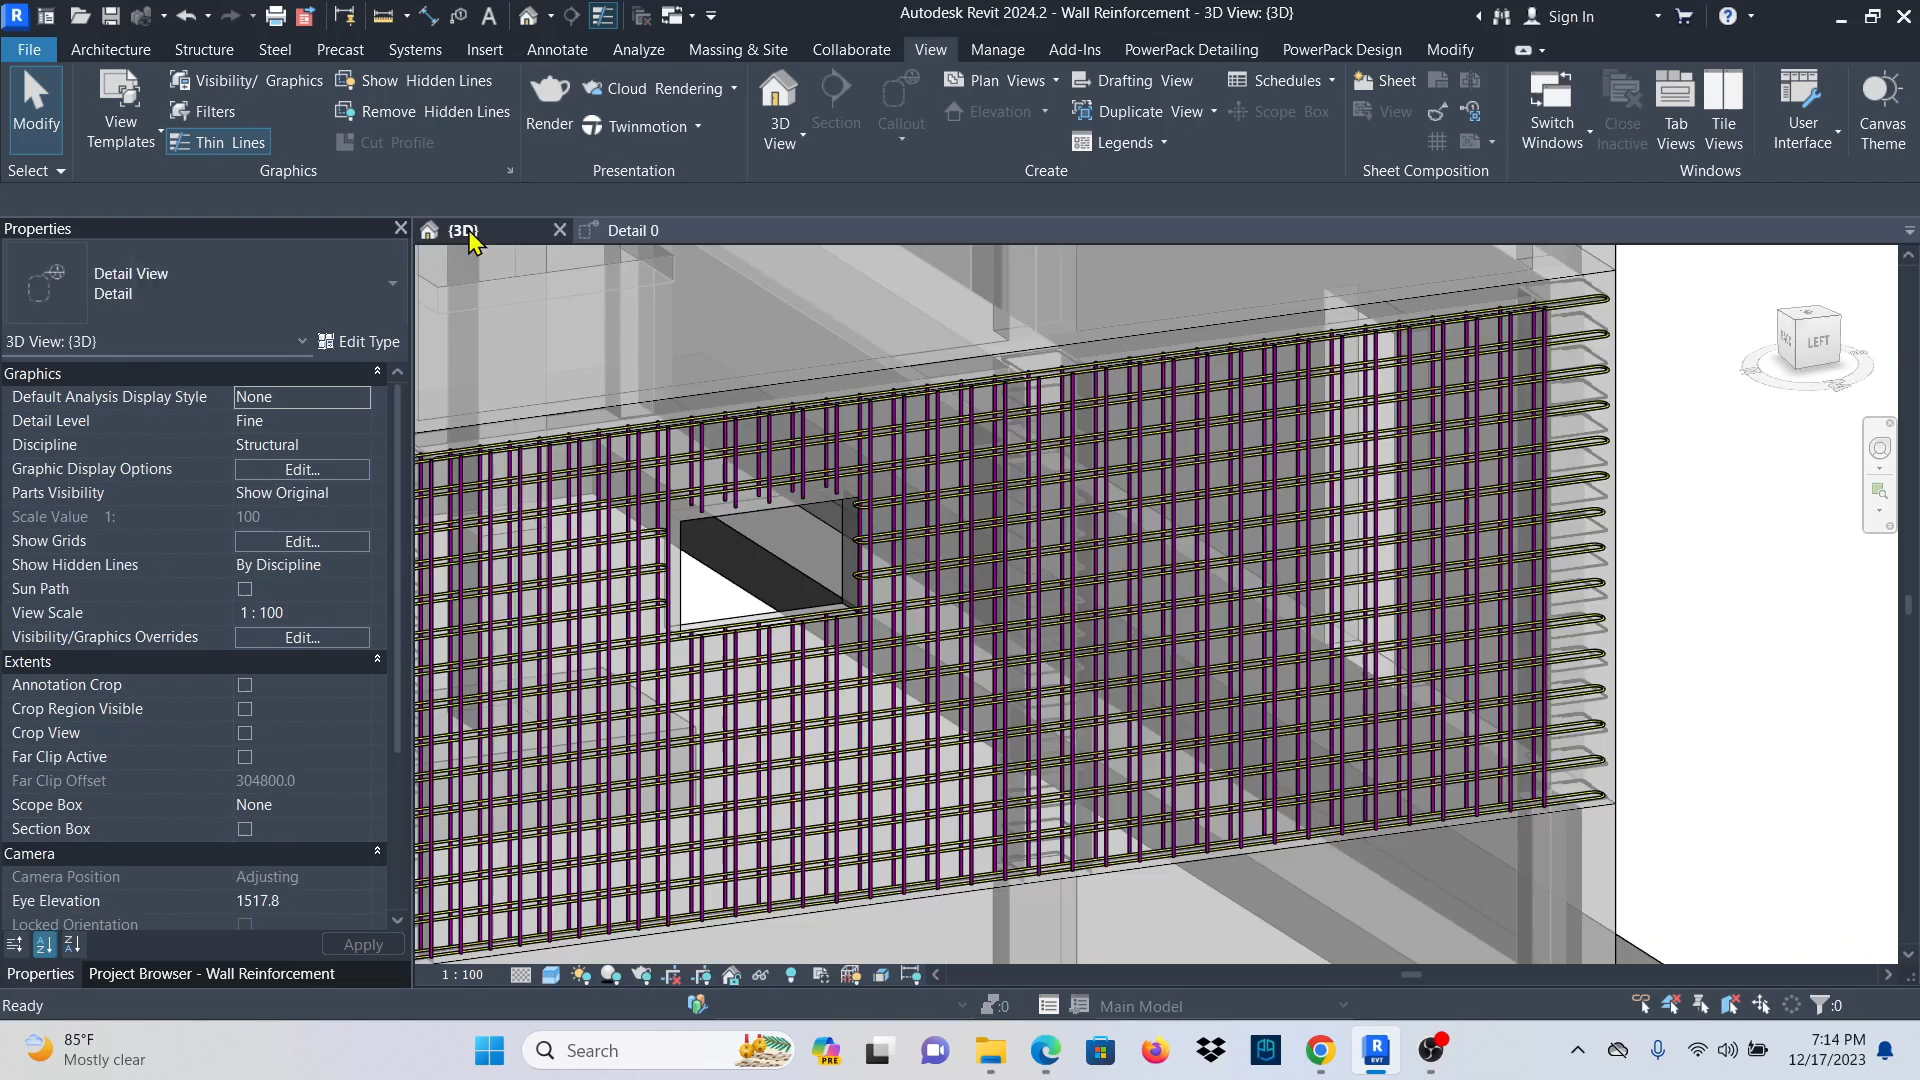 Autodesk Revit 2024.2 - Wall Reinforcement - 3D View: {3D}
Sign In
File Architecture Structure Steel Precast Systems Insert Annotate Analyze Massing & Site Collaborate View Manage Add-Ins PowerPack Detailing PowerPack Design Modify
Modify
View Templates
Visibility/ Graphics
Filters
Thin Lines
Show Hidden Lines
Remove Hidden Lines
Cut Profile
Render
Cloud Rendering
Twinmotion
3D View
Section
Callout
Plan Views
Elevation
Drafting View
Duplicate View
Legends
Schedules
Scope Box
Sheet
View
Switch Windows
Close Inactive
Tab Views
Tile Views
User Interface
Canvas Theme
Select
Graphics
Presentation
Create
Sheet Composition
Windows
Properties
{3D}
Detail 0
Detail View
Detail
3D View: {3D}
Edit Type
Graphics
Default Analysis Display Style None
Detail Level Fine
Discipline Structural
Graphic Display Options Edit...
Parts Visibility Show Original
Scale Value 1: 100
Show Grids Edit...
Show Hidden Lines By Discipline
Sun Path
View Scale 1 : 100
Visibility/Graphics Overrides Edit...
Extents
Annotation Crop
Crop Region Visible
Crop View
Far Clip Active
Far Clip Offset 304800.0
Scope Box None
Section Box
Camera
Camera Position Adjusting
Eye Elevation 1517.8
Locked Orientation
Apply
LEFT
Properties
Project Browser - Wall Reinforcement
1 : 100
Ready
:0
Main Model
:0
85°F
Mostly clear
Search
PRE
7:14 PM
12/17/2023